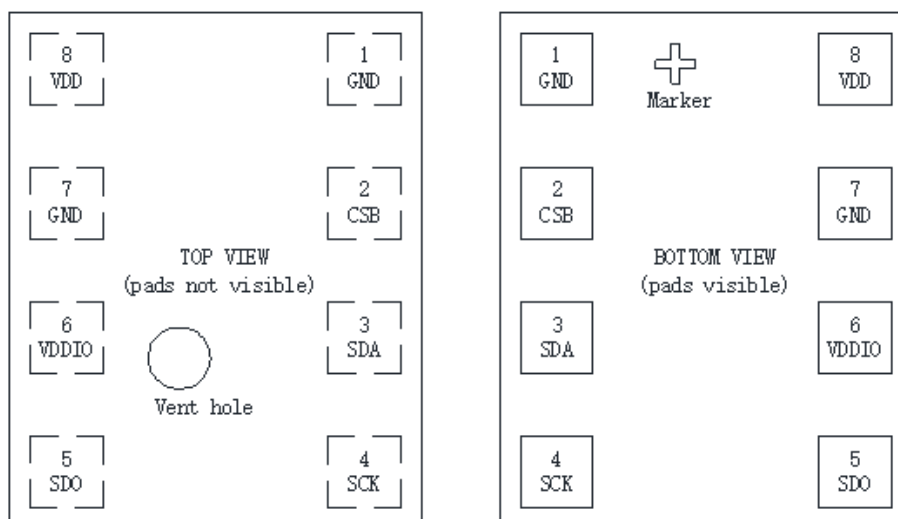 8
VDD
1
GND
7
GND
2
CSB
TOP VIEW
(pads not visible)
6
VDDIO
3
SDA
Vent hole
5
SDO
4
SCK
1
GND
Marker
8
VDD
2
CSB
7
GND
BOTTOM VIEW
(pads visible)
3
SDA
6
VDDIO
4
SCK
5
SDO